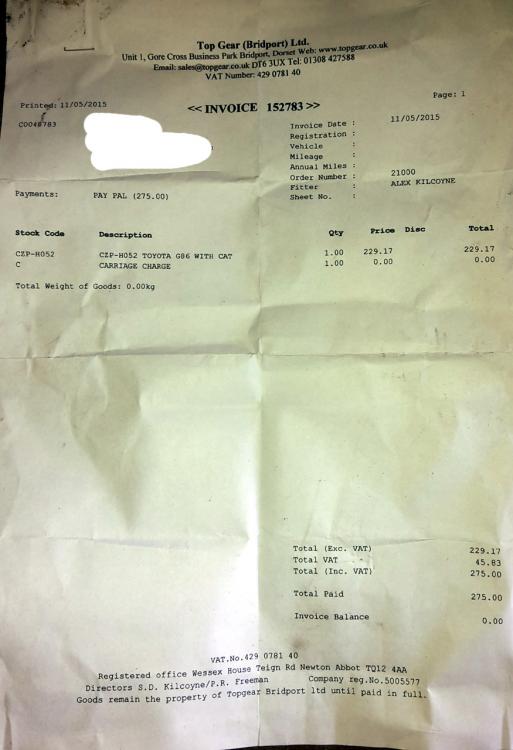 Top Gear (Bridport) Ltd.
Unit 1, Gore Cross Business Park Bridport, Dorset Web: www.topgear.co.uk
Email: sales@topgear.co.uk DT6 3UX Tel: 01308 427588
VAT Number: 429 0781 40
Page: 1
Printed: 11/05/2015
<< INVOICE 152783 >>
C0048783
Invoice Date : 11/05/2015
Registration :
Vehicle :
Mileage :
Annual Miles :
Order Number : 21000
Fitter : ALEX KILCOYNE
Sheet No. :
Payments: PAY PAL (275.00)
Stock Code Description Qty Price Disc Total
CZP-H052 CZP-H052 TOYOTA G86 WITH CAT 1.00 229.17 229.17
C CARRIAGE CHARGE 1.00 0.00 0.00
Total Weight of Goods: 0.00kg
Total (Exc. VAT) 229.17
Total VAT 45.83
Total (Inc. VAT) 275.00
Total Paid 275.00
Invoice Balance 0.00
VAT.No.429 0781 40
Registered office Wessex House Teign Rd Newton Abbot TQ12 4AA
Directors S.D. Kilcoyne/P.R. Freeman Company reg.No.5005577
Goods remain the property of Topgear Bridport ltd until paid in full.